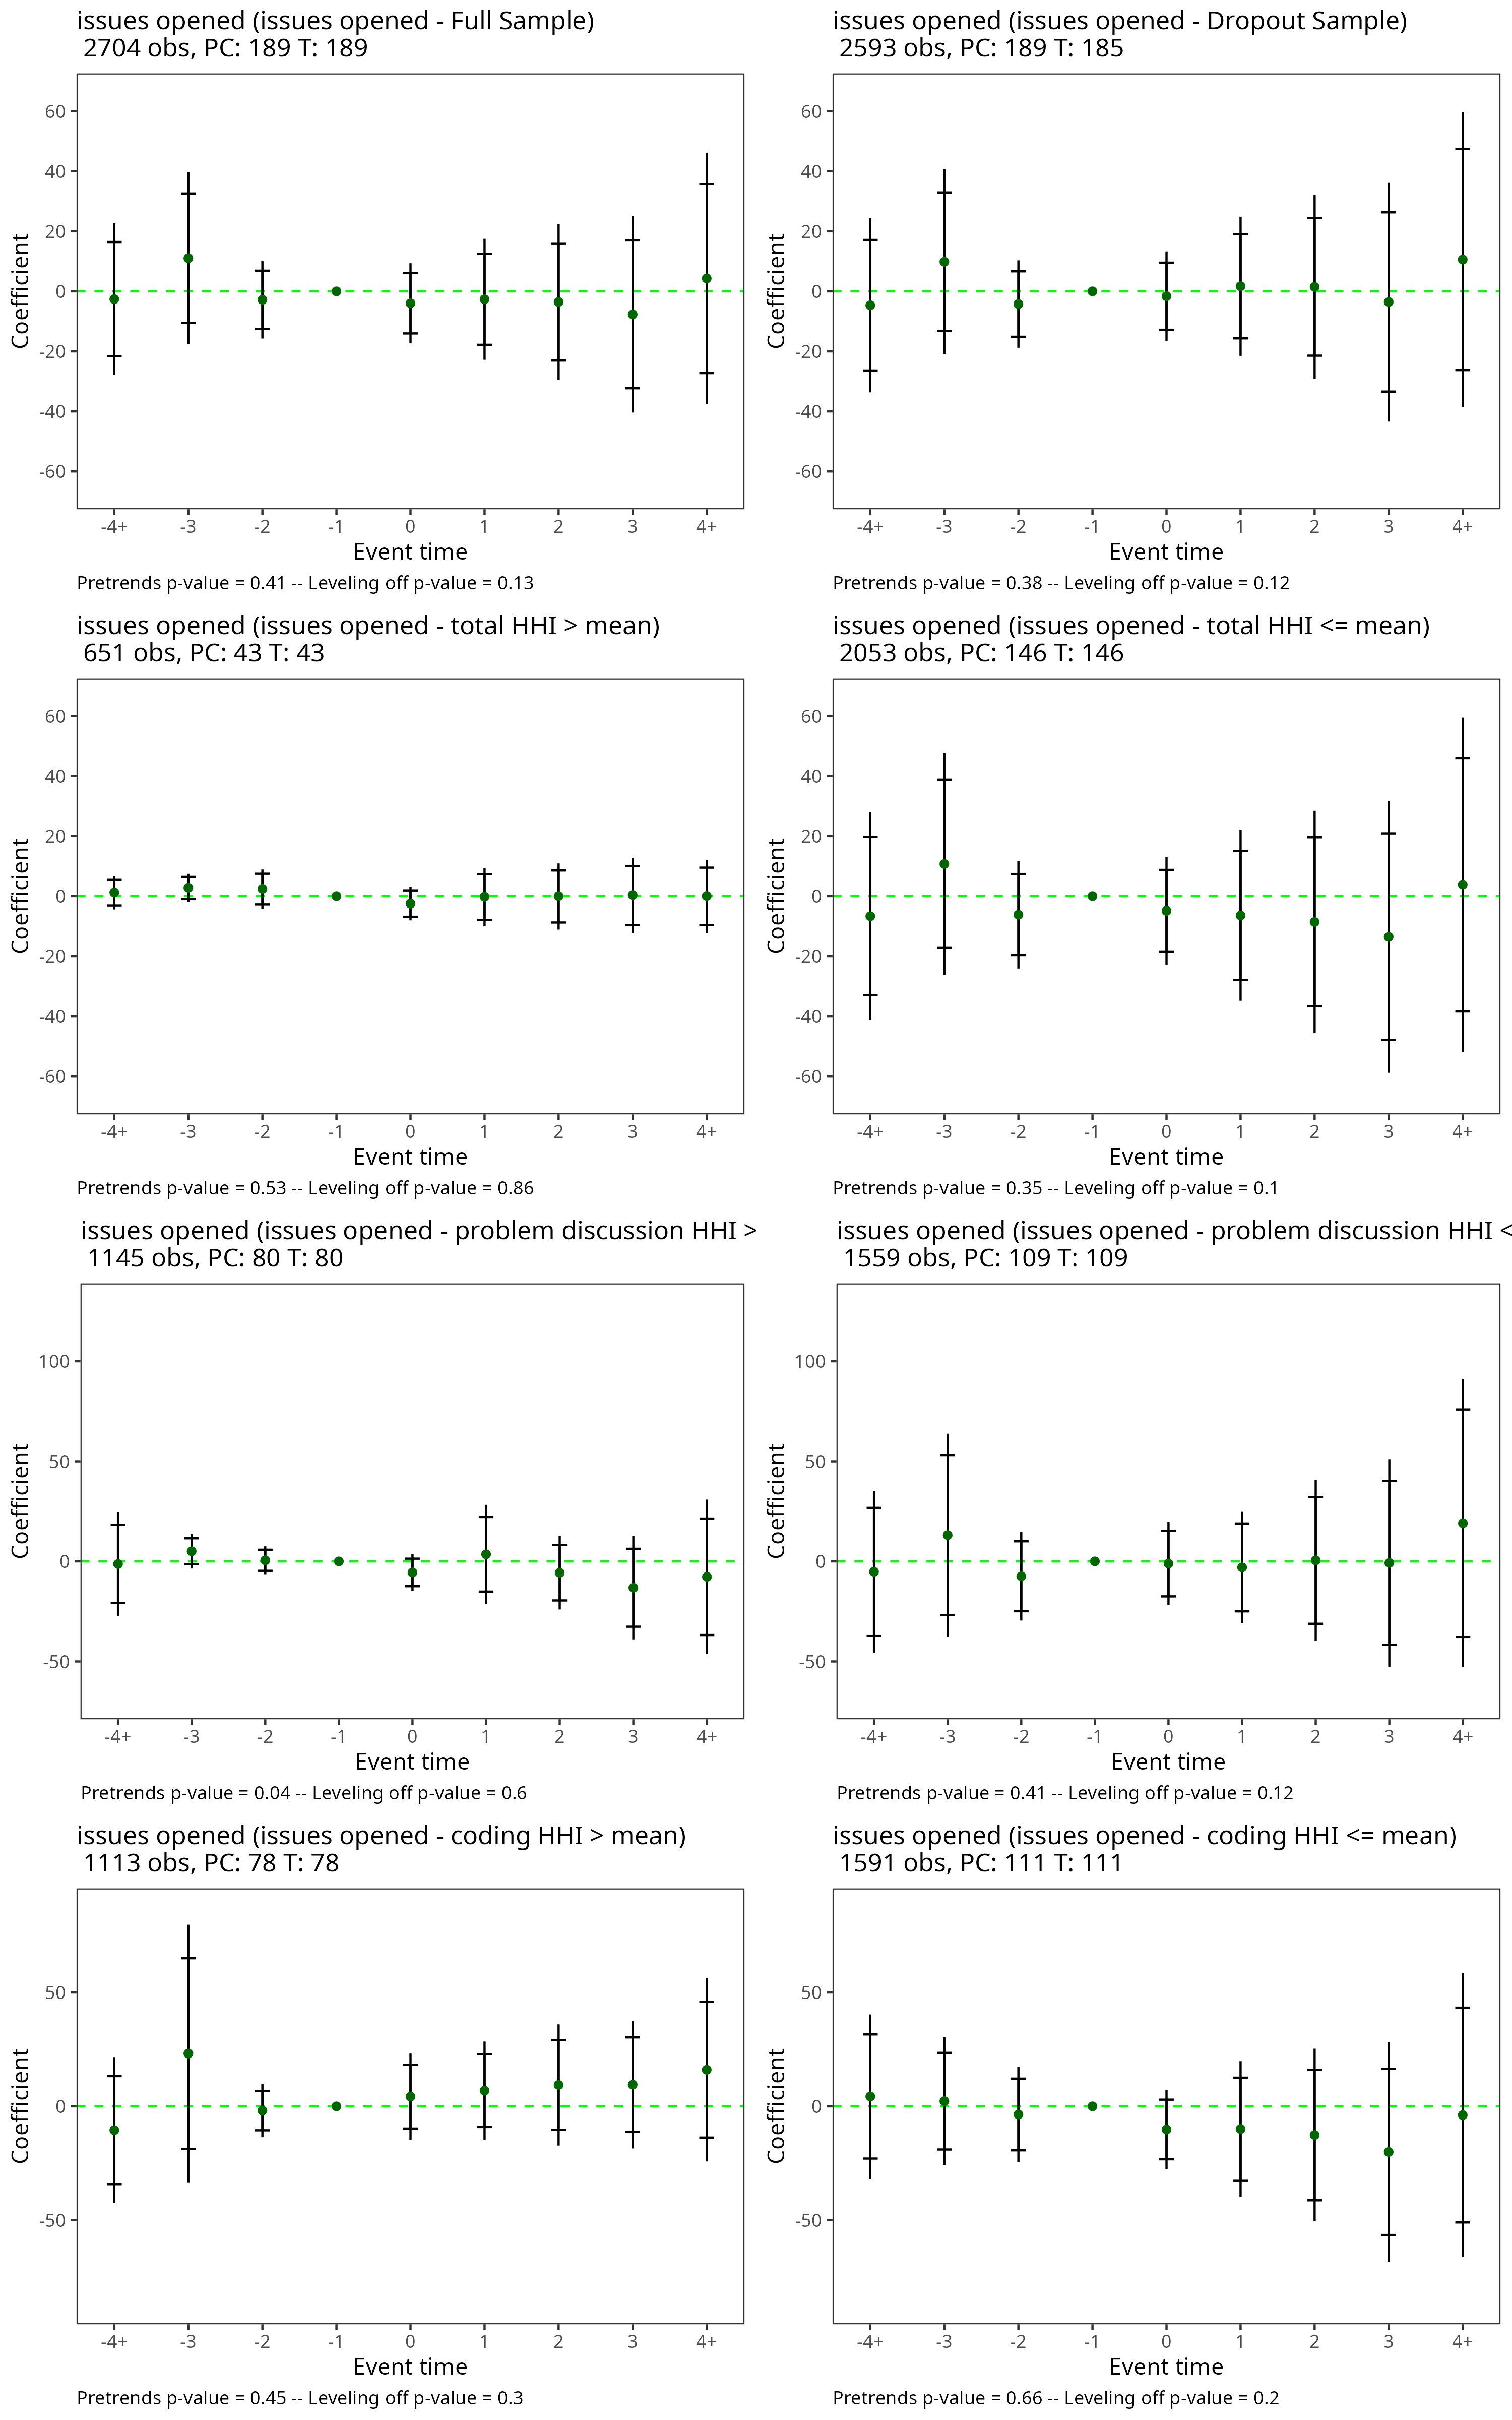 issues opened (issues opened - Full Sample)
2704 obs, PC: 189 T: 189
60
40
20
0
-20
-40
-60
Coefficient
-4+ -3 -2 -1 0 1 2 3 4+
Event time
Pretrends p-value = 0.41 -- Leveling off p-value = 0.13
issues opened (issues opened - Dropout Sample)
2593 obs, PC: 189 T: 185
60
40
20
0
-20
-40
-60
Coefficient
-4+ -3 -2 -1 0 1 2 3 4+
Event time
Pretrends p-value = 0.38 -- Leveling off p-value = 0.12
issues opened (issues opened - total HHI > mean)
651 obs, PC: 43 T: 43
60
40
20
0
-20
-40
-60
Coefficient
-4+ -3 -2 -1 0 1 2 3 4+
Event time
Pretrends p-value = 0.53 -- Leveling off p-value = 0.86
issues opened (issues opened - total HHI <= mean)
2053 obs, PC: 146 T: 146
60
40
20
0
-20
-40
-60
Coefficient
-4+ -3 -2 -1 0 1 2 3 4+
Event time
Pretrends p-value = 0.35 -- Leveling off p-value = 0.1
issues opened (issues opened - problem discussion HHI >
1145 obs, PC: 80 T: 80
100
50
0
-50
Coefficient
-4+ -3 -2 -1 0 1 2 3 4+
Event time
Pretrends p-value = 0.04 -- Leveling off p-value = 0.6
issues opened (issues opened - problem discussion HHI <
1559 obs, PC: 109 T: 109
100
50
0
-50
Coefficient
-4+ -3 -2 -1 0 1 2 3 4+
Event time
Pretrends p-value = 0.41 -- Leveling off p-value = 0.12
issues opened (issues opened - coding HHI > mean)
1113 obs, PC: 78 T: 78
50
0
-50
Coefficient
-4+ -3 -2 -1 0 1 2 3 4+
Event time
Pretrends p-value = 0.45 -- Leveling off p-value = 0.3
issues opened (issues opened - coding HHI <= mean)
1591 obs, PC: 111 T: 111
50
0
-50
Coefficient
-4+ -3 -2 -1 0 1 2 3 4+
Event time
Pretrends p-value = 0.66 -- Leveling off p-value = 0.2